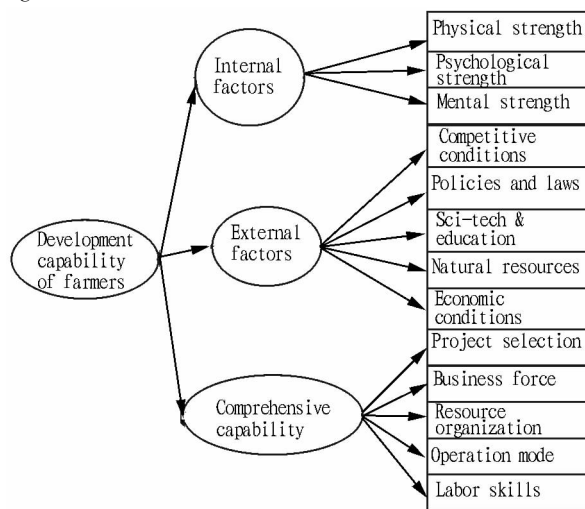 Physical strength
Psychological
strength
Mental strength
Internal
factors
Competitive
conditions
Policies and laws
Sci-tech &
education
Natural resources
Economic
conditions
External
factors
Development
capability
of farmers
Project selection
Business force
Resource
organization
Operation mode
Labor skills
Comprehensive
capability